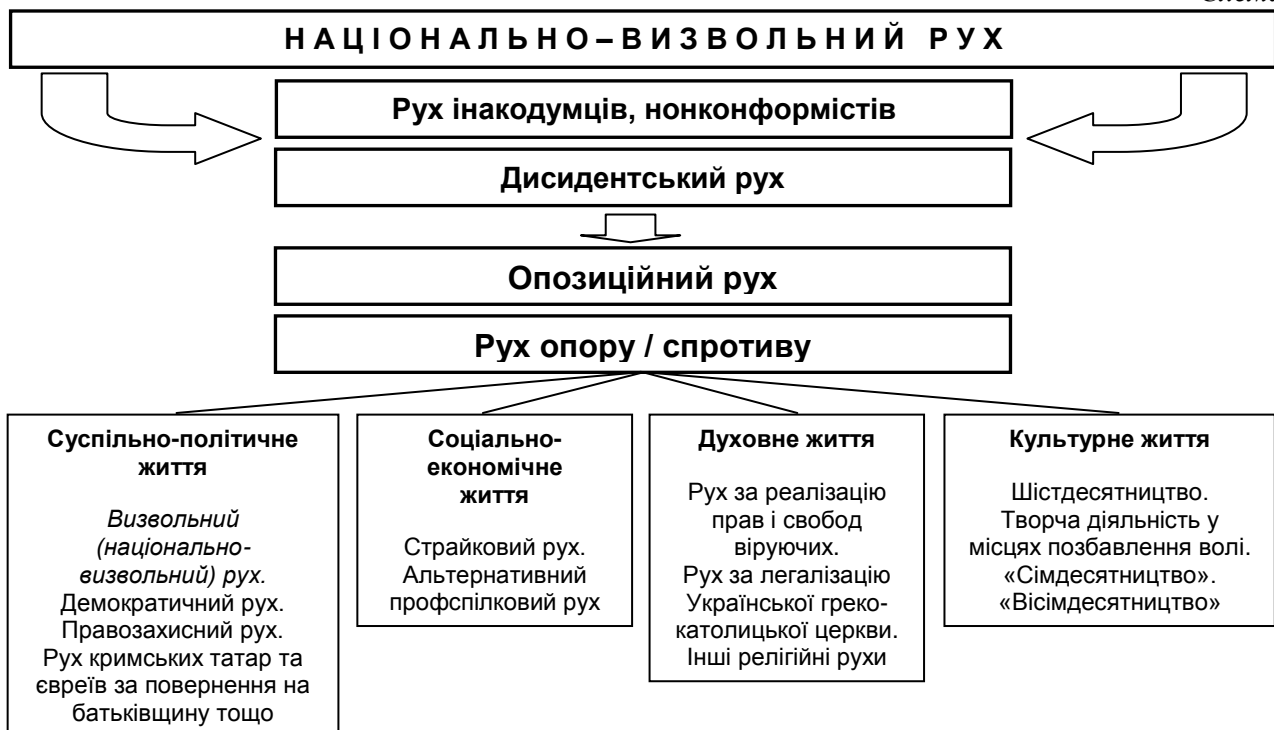 НАЦІОНАЛЬНО–ВИЗВОЛЬНИЙ РУХ
Рух інакодумців, нонконформістів
Дисидентський рух
Опозиційний рух
Рух опору / спротиву
Суспільно-політичне
життя
Визвольний
(національно-
визвольний) рух.
Демократичний рух.
Правозахисний рух.
Рух кримських татар та
євреїв за повернення на
батьківщину тощо
Соціально-
економічне
життя
Страйковий рух.
Альтернативний
профспілковий рух
Духовне життя
Рух за реалізацію
прав і свобод
віруючих.
Рух за легалізацію
Української греко-
католицької церкви.
Інші релігійні рухи
Культурне життя
Шістдесятництво.
Творча діяльність у
місцях позбавлення волі.
«Сімдесятництво».
«Вісімдесятництво»